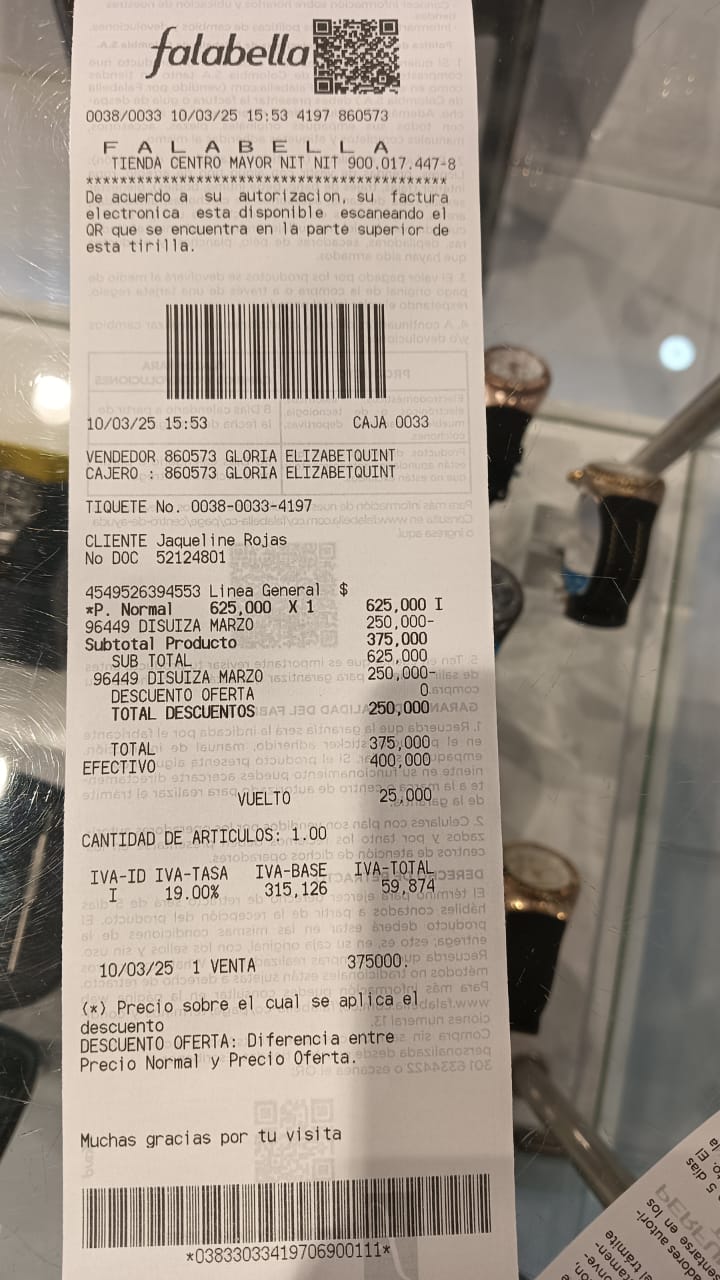 falabella
0038/0033 10/03/25 15:53 4197 860573
F A L A B E L L A
TIENDA CENTRO MAYOR NIT NIT 900.017.447-8
******************************************
De acuerdo a su autorizacion, su factura
electronica esta disponible escaneando el
QR que se encuentra en la parte superior de
esta tirilla.
10/03/25 15:53 CAJA 0033
VENDEDOR 860573 GLORIA ELIZABETQUINT
CAJERO : 860573 GLORIA ELIZABETQUINT
TIQUETE No. 0038-0033-4197
CLIENTE Jaqueline Rojas
No DOC 52124801
4549526394553 Linea General $
*P. Normal 625,000 X 1 625,000 I
96449 DISUIZA MARZO 250,000-
Subtotal Producto 375,000
SUB TOTAL 625,000
96449 DISUIZA MARZO 250,000-
DESCUENTO OFERTA 0
TOTAL DESCUENTOS 250,000
TOTAL 375,000
EFECTIVO 400,000
VUELTO 25,000
CANTIDAD DE ARTICULOS: 1.00
IVA-ID IVA-TASA IVA-BASE IVA-TOTAL
I 19.00% 315,126 59,874
10/03/25 1 VENTA 375000.
(*) Precio sobre el cual se aplica el
descuento
DESCUENTO OFERTA: Diferencia entre
Precio Normal y Precio Oferta.
Muchas gracias por tu visita
*03833033419706900111*